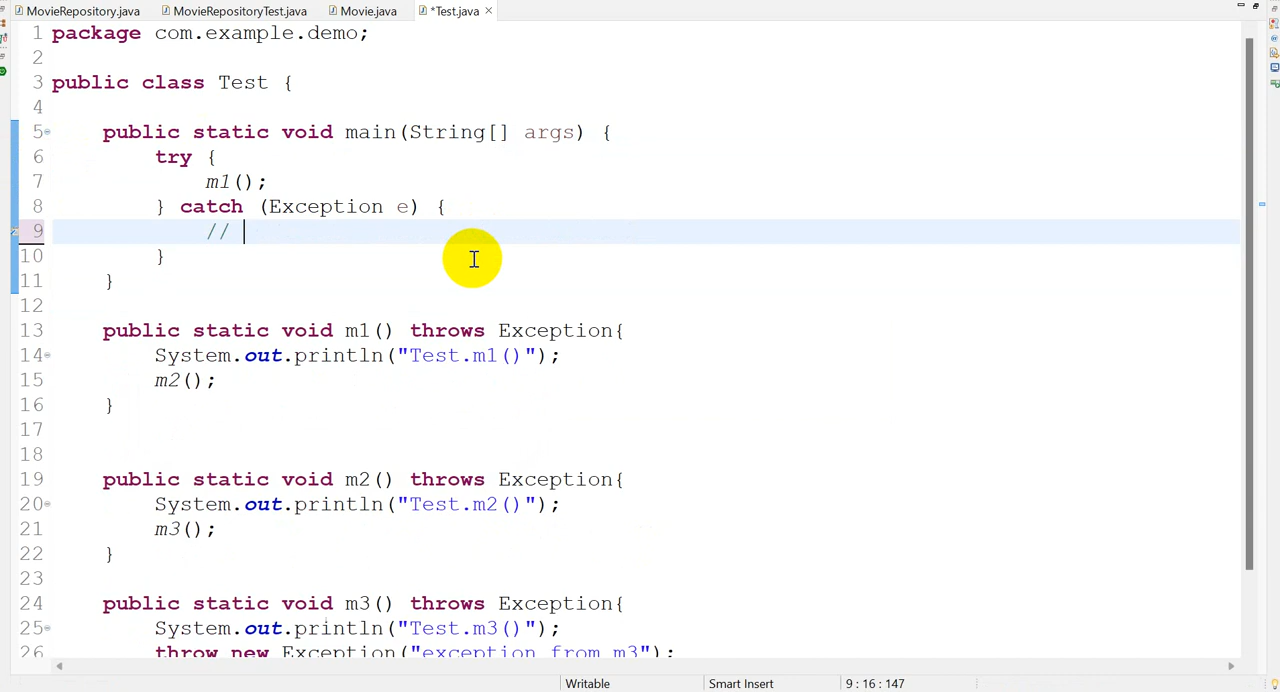 MovieRepository.java MovieRepositoryTest.java Movie.java *Test.java
1 package com.example.demo;
2
3 public class Test {
4
5 public static void main(String[] args) {
6 try {
7 m1();
8 } catch (Exception e) {
9 //
10 }
11 }
12
13 public static void m1() throws Exception{
14 System.out.println("Test.m1()");
15 m2();
16 }
17
18
19 public static void m2() throws Exception{
20 System.out.println("Test.m2()");
21 m3();
22 }
23
24 public static void m3() throws Exception{
25 System.out.println("Test.m3()");
26 throw new Exception("exception from m3");
Writable Smart Insert 9 : 16 : 147